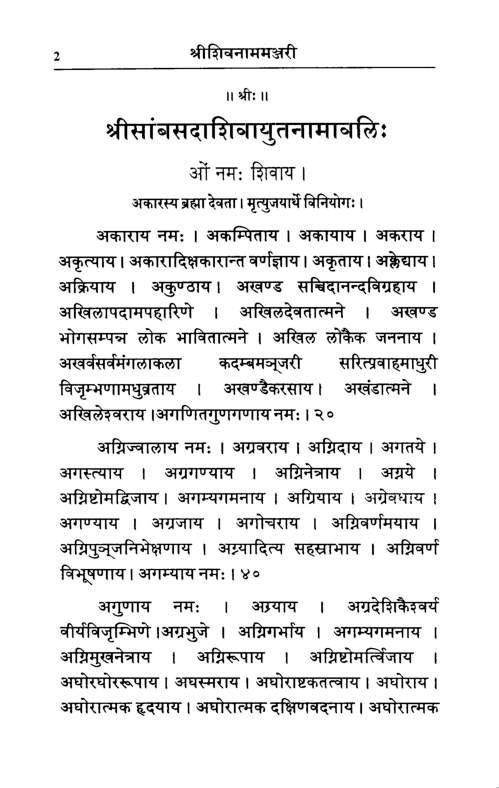 2 श्रीशिवनाममञ्जरी
॥ श्रीः ॥
श्रीसांबसदाशिवायुतनामावलिः
ओं नमः शिवाय ।
अकारस्य ब्रह्मा देवता । मृत्युजयार्थे विनियोगः ।
अकाराय नमः । अकम्पिताय । अकायाय । अकराय ।
अकृत्याय । अकारादिक्षकारान्त वर्णज्ञाय । अकृताय । अक्लेद्याय ।
अक्रियाय । अकुण्ठाय । अखण्ड सच्चिदानन्दविग्रहाय ।
अखिलापदामपहारिणे । अखिलदेवतात्मने । अखण्ड
भोगसम्पन्न लोक भावितात्मने । अखिल लोकैक जननाय ।
अखर्वसर्वमंगलाकला कदम्बमञ्जरी सरित्प्रवाहमाधुरी
विजृम्भणामधुव्रताय । अखण्डैकरसाय । अखंडात्मने ।
अखिलेश्वराय ।अगणितगुणगणाय नमः । २०
अग्निज्वालाय नमः । अग्रवराय । अग्निदाय । अगतये ।
अगस्त्याय । अग्रगण्याय । अग्निनेत्राय । अग्नये ।
अग्निष्टोमद्विजाय । अगम्यगमनाय । अग्रियाय । अग्रेवधाय ।
अगण्याय । अग्रजाय । अगोचराय । अग्निवर्णमयाय ।
अग्निपुञ्जनिभेक्षणाय । अग्न्यादित्य सहस्राभाय । अग्निवर्ण
विभूषणाय । अगम्याय नमः । ४०
अगुणाय नमः । अग्र्याय । अग्रदेशिकैश्वर्य
वीर्यविजृम्भिणे ।अग्रभुजे । अग्निगर्भाय । अगम्यगमनाय ।
अग्निमुखनेत्राय । अग्निरूपाय । अग्निष्टोमर्त्विजाय ।
अघोरघोररूपाय । अघस्मराय । अघोराष्टकतत्वाय । अघोराय ।
अघोरात्मक हृदयाय । अघोरात्मक दक्षिणवदनाय । अघोरात्मक